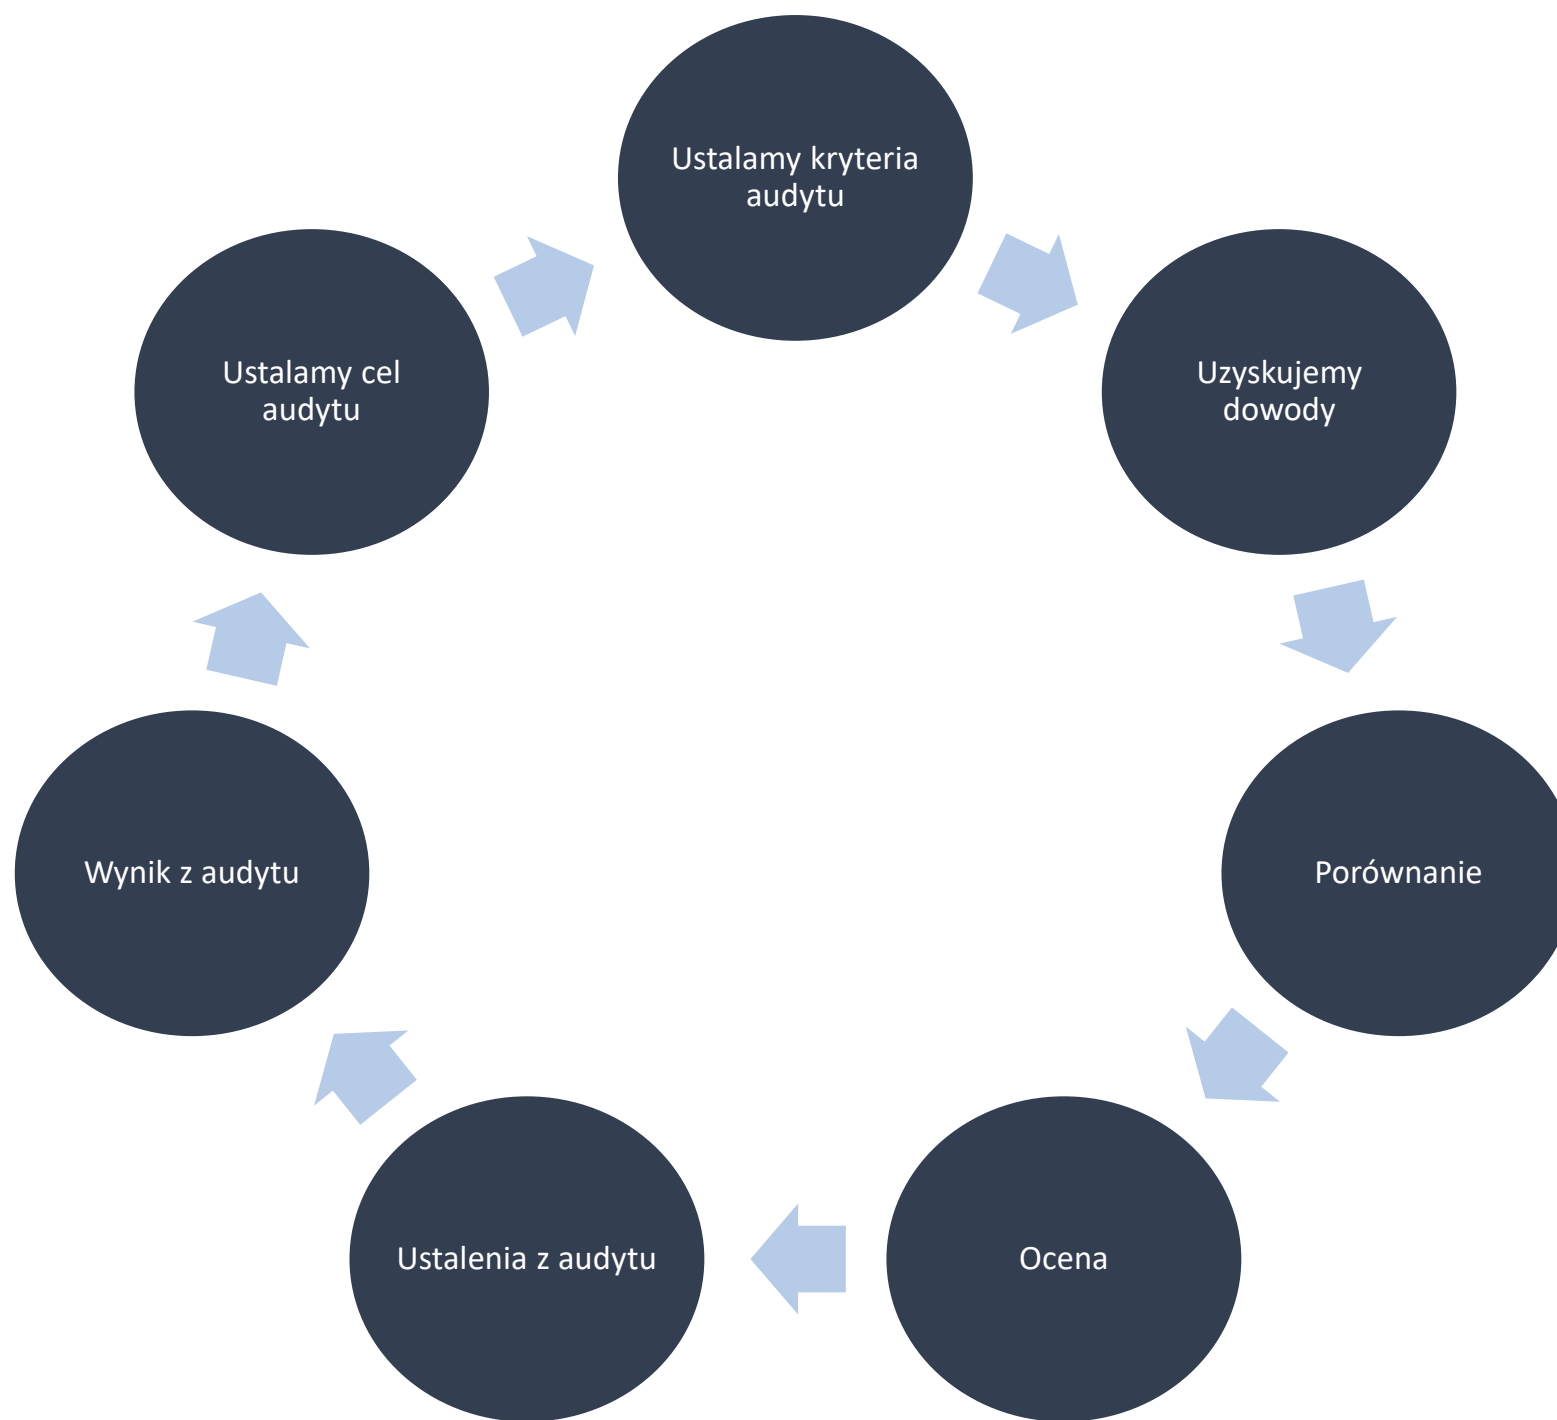 Ustalamy kryteria
audytu
Uzyskujemy
dowody
Porównanie
Ocena
Ustalenia z audytu
Wynik z audytu
Ustalamy cel
audytu